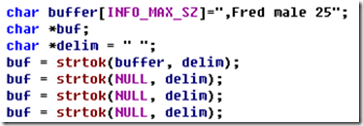 char buffer[INFO_MAX_SZ]=",Fred male 25";
char *buf;
char *delim = " ";
buf = strtok(buffer, delim);
buf = strtok(NULL, delim);
buf = strtok(NULL, delim);
buf = strtok(NULL, delim);